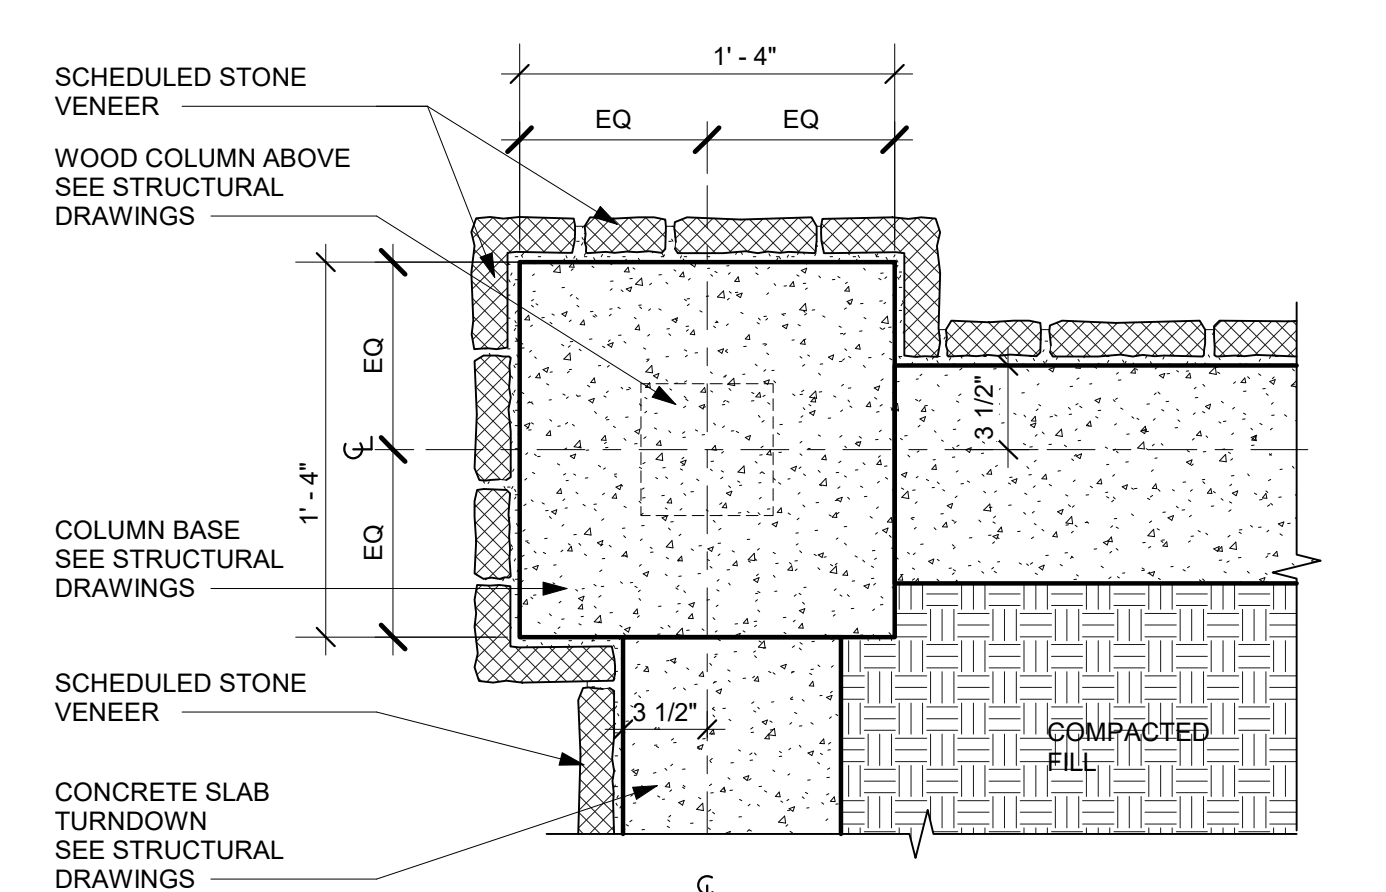 1' - 4"
SCHEDULED STONE
VENEER
EQ
EQ
WOOD COLUMN ABOVE
SEE STRUCTURAL
DRAWINGS
EQ
3 1/2"
℄
1' - 4"
EQ
COLUMN BASE
SEE STRUCTURAL
DRAWINGS
SCHEDULED STONE
VENEER
3 1/2"
COMPACTED
FILL
CONCRETE SLAB
TURNDOWN
SEE STRUCTURAL
DRAWINGS